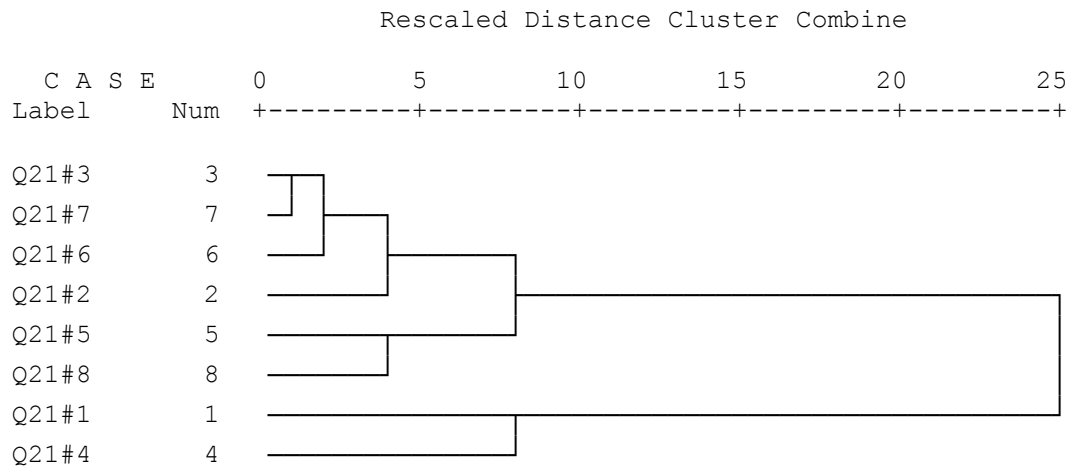 Rescaled Distance Cluster Combine
C A S E 0 5 10 15 20 25
Label Num +---------+---------+---------+---------+---------+
Q21#3 3
Q21#7 7
Q21#6 6
Q21#2 2
Q21#5 5
Q21#8 8
Q21#1 1
Q21#4 4